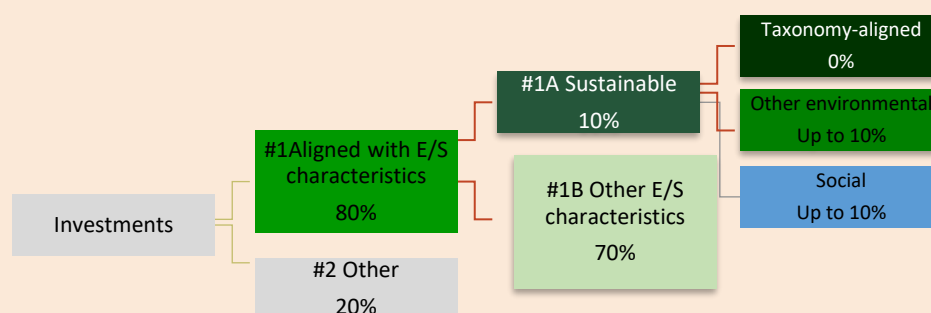 Investments
#1Aligned with E/S
characteristics
80%
#2 Other
20%
#1A Sustainable
10%
#1B Other E/S
characteristics
70%
Taxonomy-aligned
0%
Other environmental
Up to 10%
Social
Up to 10%